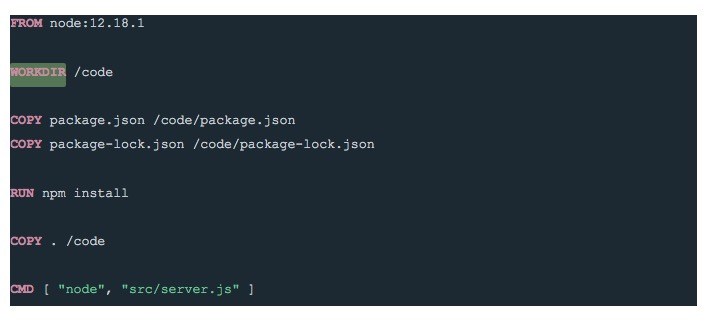 FROM node:12.18.1
WORKDIR /code
COPY package.json /code/package.json
COPY package-lock.json /code/package-lock.json
RUN npm install
COPY . /code
CMD [ "node", "src/server.js" ]